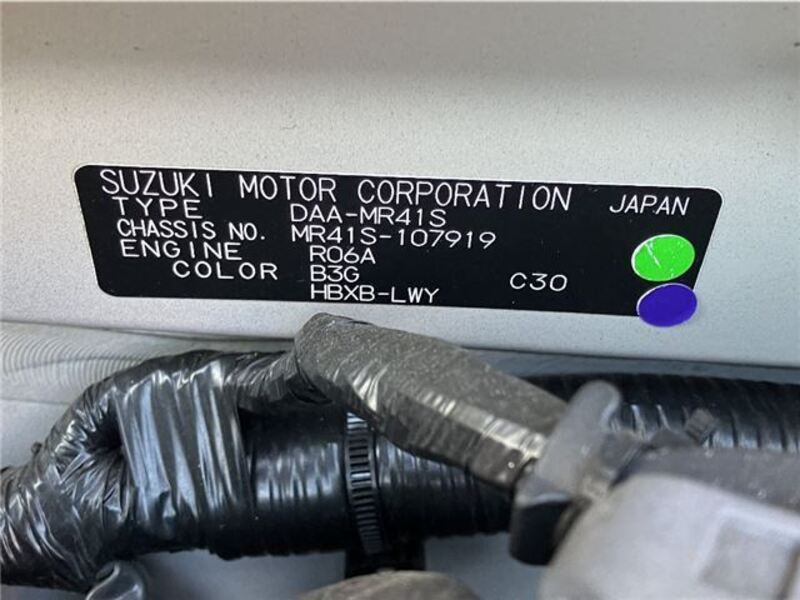 SUZUKI MOTOR CORPORATION JAPAN
TYPE DAA-MR41S
CHASSIS NO. MR41S-107919
ENGINE R06A
COLOR B3G C30
HBXB-LWY